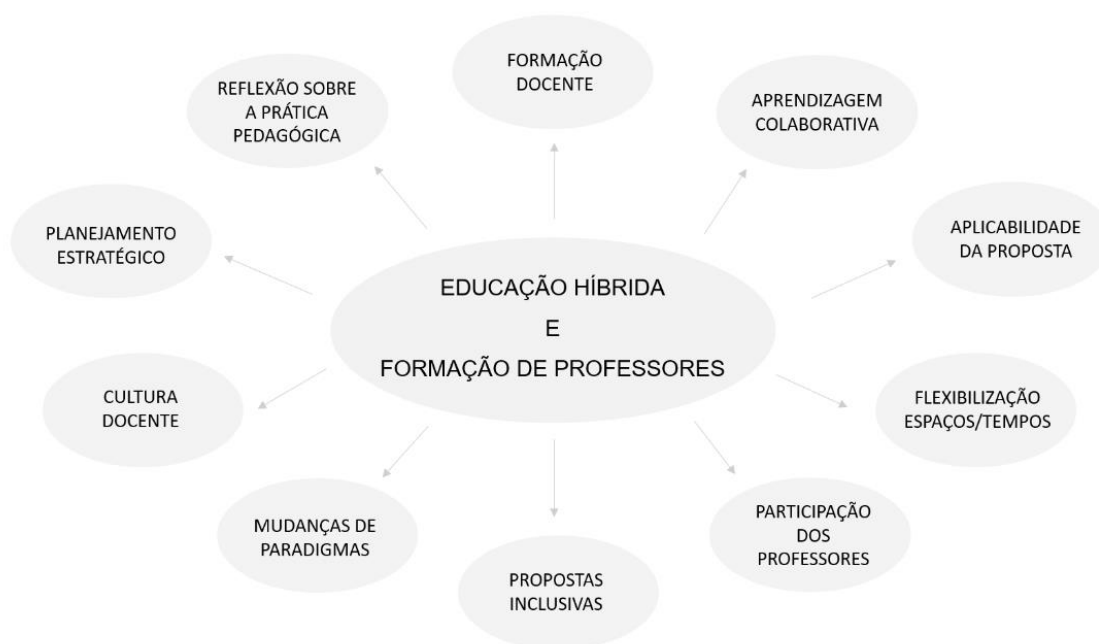 FORMAÇÃO
DOCENTE
REFLEXÃO SOBRE
A PRÁTICA
PEDAGÓGICA
APRENDIZAGEM
COLABORATIVA
PLANEJAMENTO
ESTRATÉGICO
APLICABILIDADE
DA PROPOSTA
EDUCAÇÃO HÍBRIDA
E
FORMAÇÃO DE PROFESSORES
CULTURA
DOCENTE
FLEXIBILIZAÇÃO
ESPAÇOS/TEMPOS
MUDANÇAS DE
PARADIGMAS
PARTICIPAÇÃO
DOS
PROFESSORES
PROPOSTAS
INCLUSIVAS